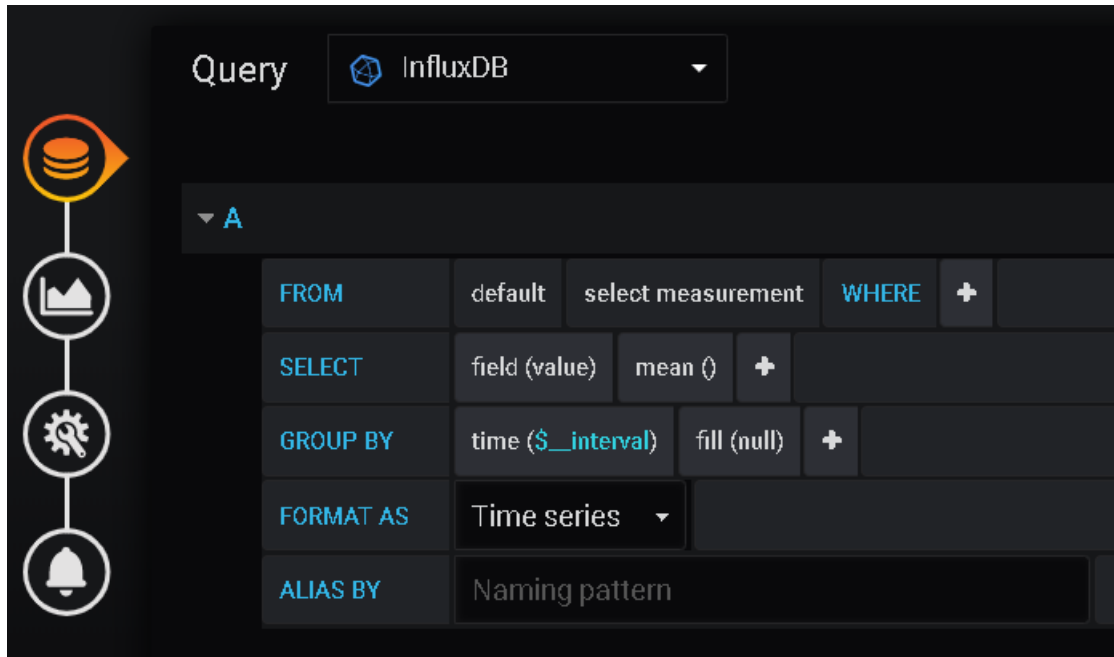 Query InfluxDB
A
FROM default select measurement WHERE +
SELECT field (value) mean () +
GROUP BY time ($__interval) fill (null) +
FORMAT AS Time series
ALIAS BY Naming pattern